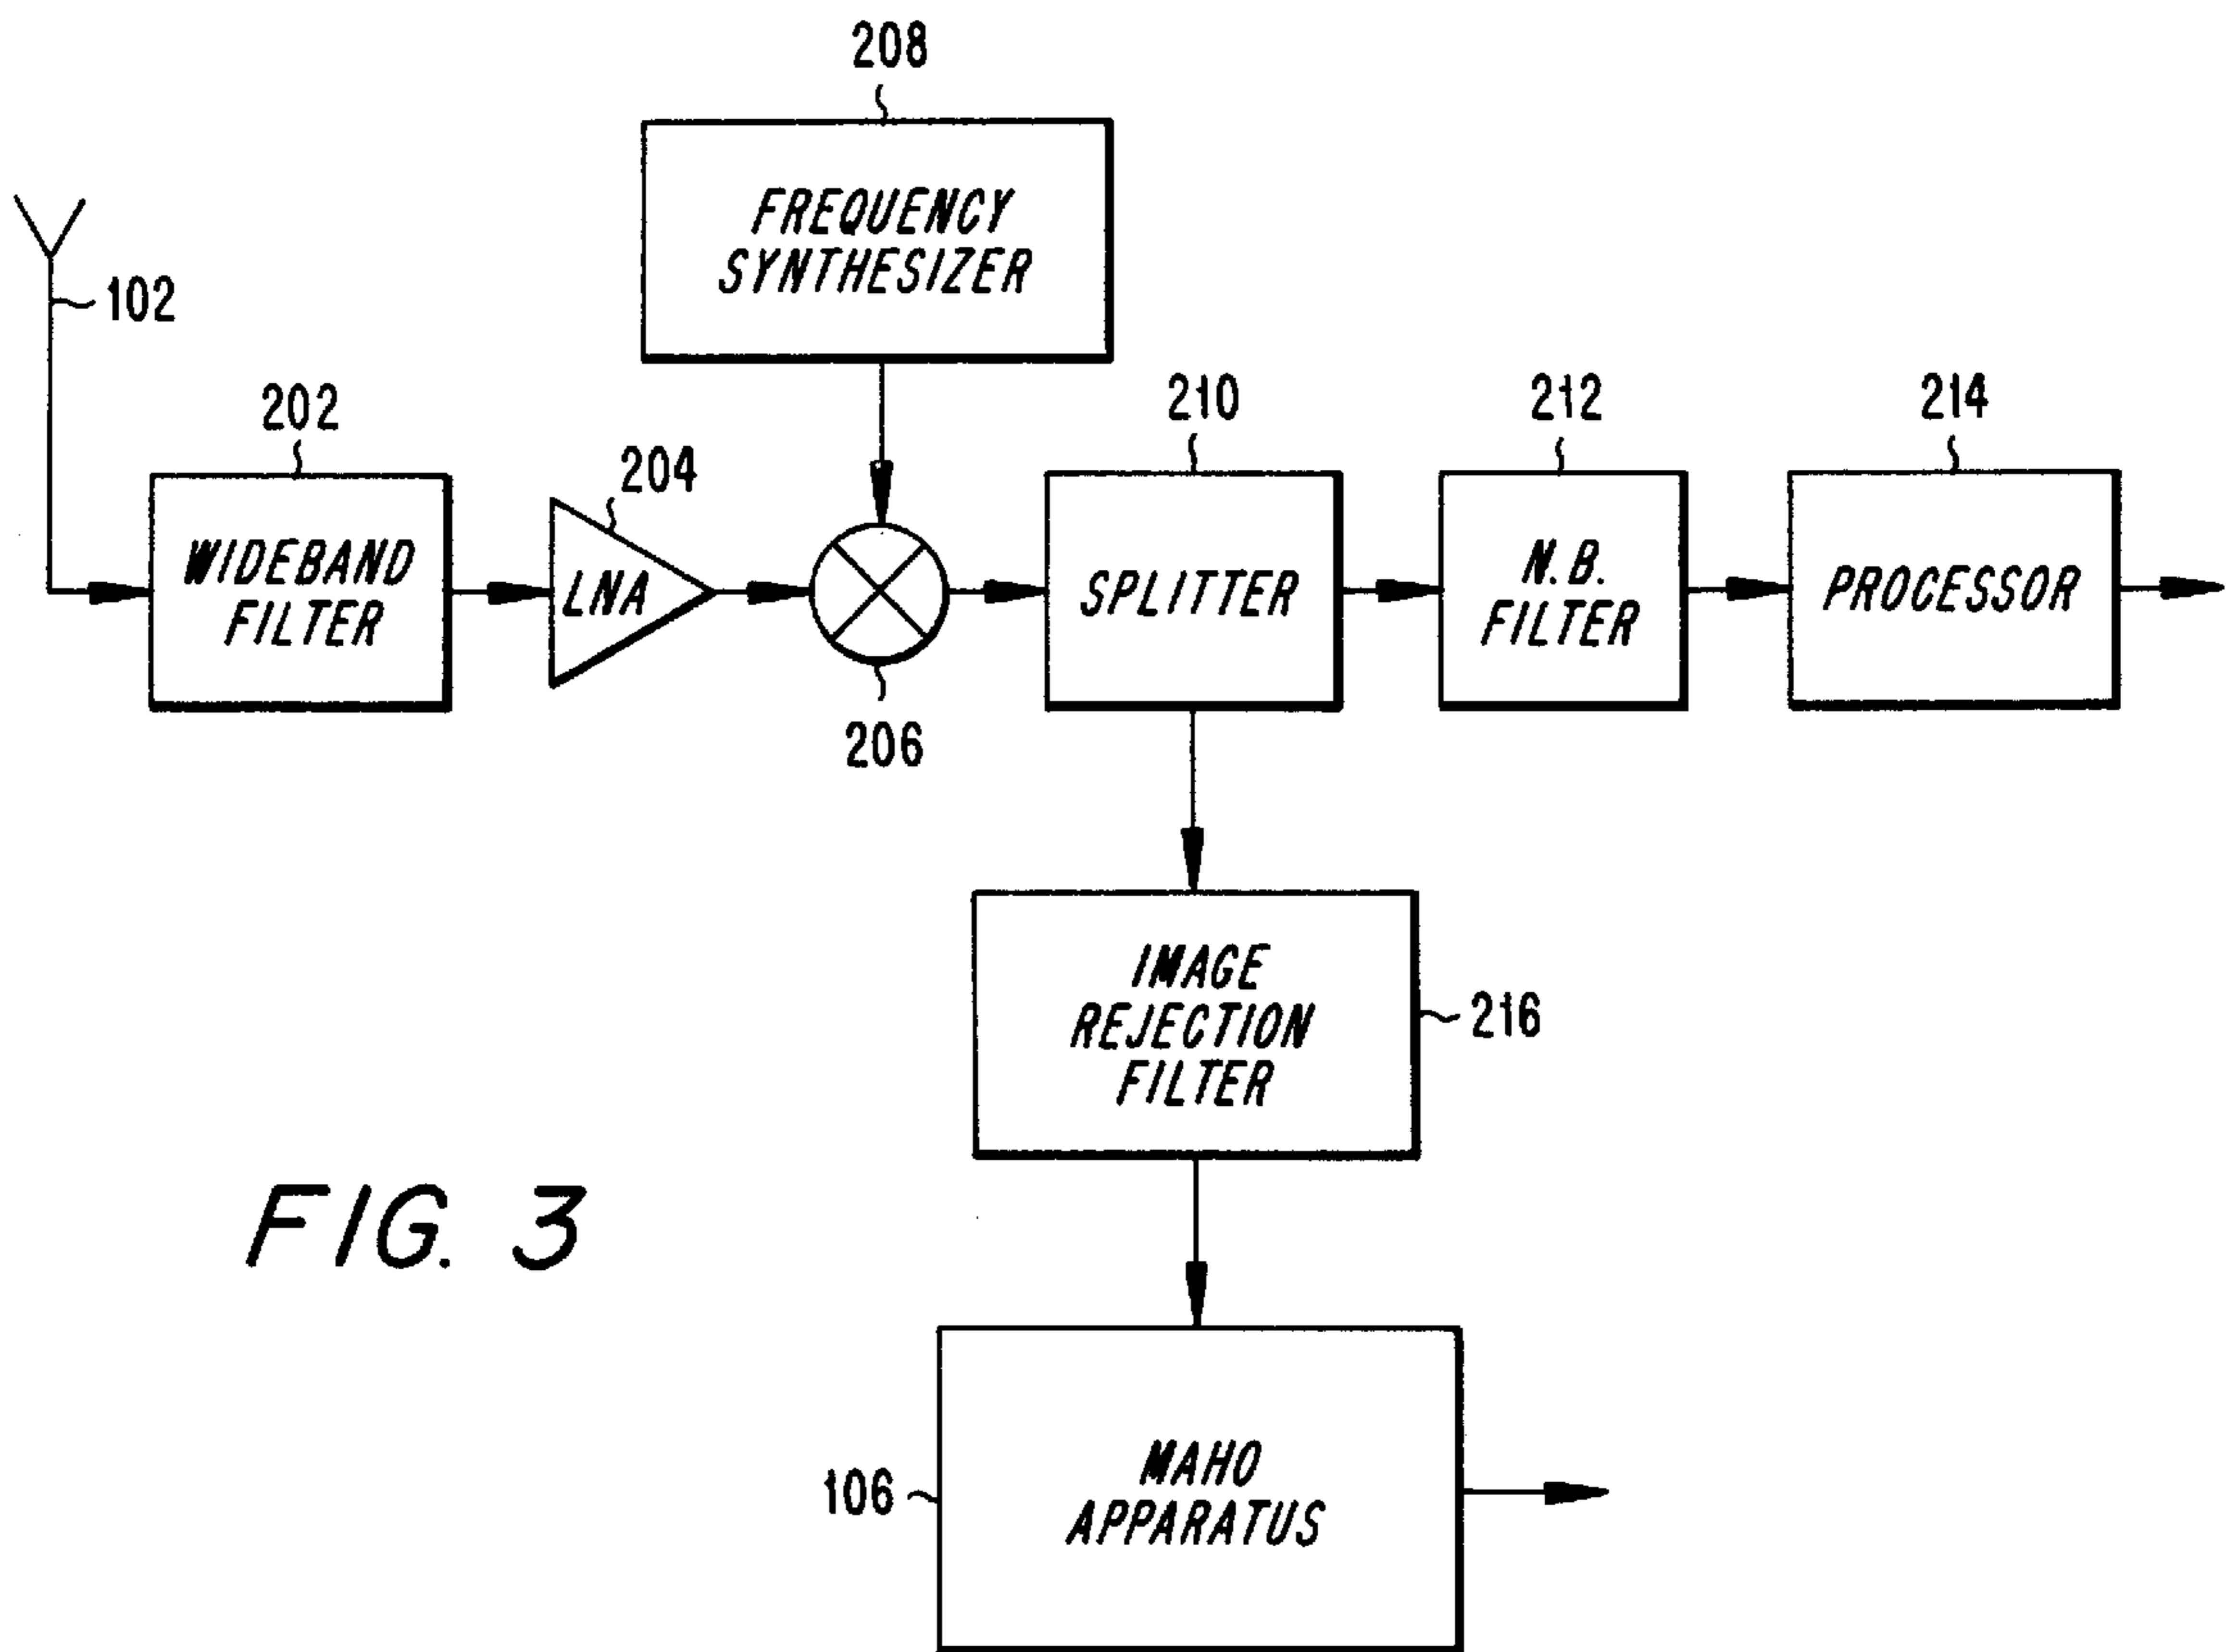 208
FREQUENCY
SYNTHESIZER
102
202
WIDEBAND
FILTER
204
LNA
206
210
SPLITTER
212
N.B.
FILTER
214
PROCESSOR
IMAGE
REJECTION
FILTER
216
FIG. 3
106
MAHO
APPARATUS